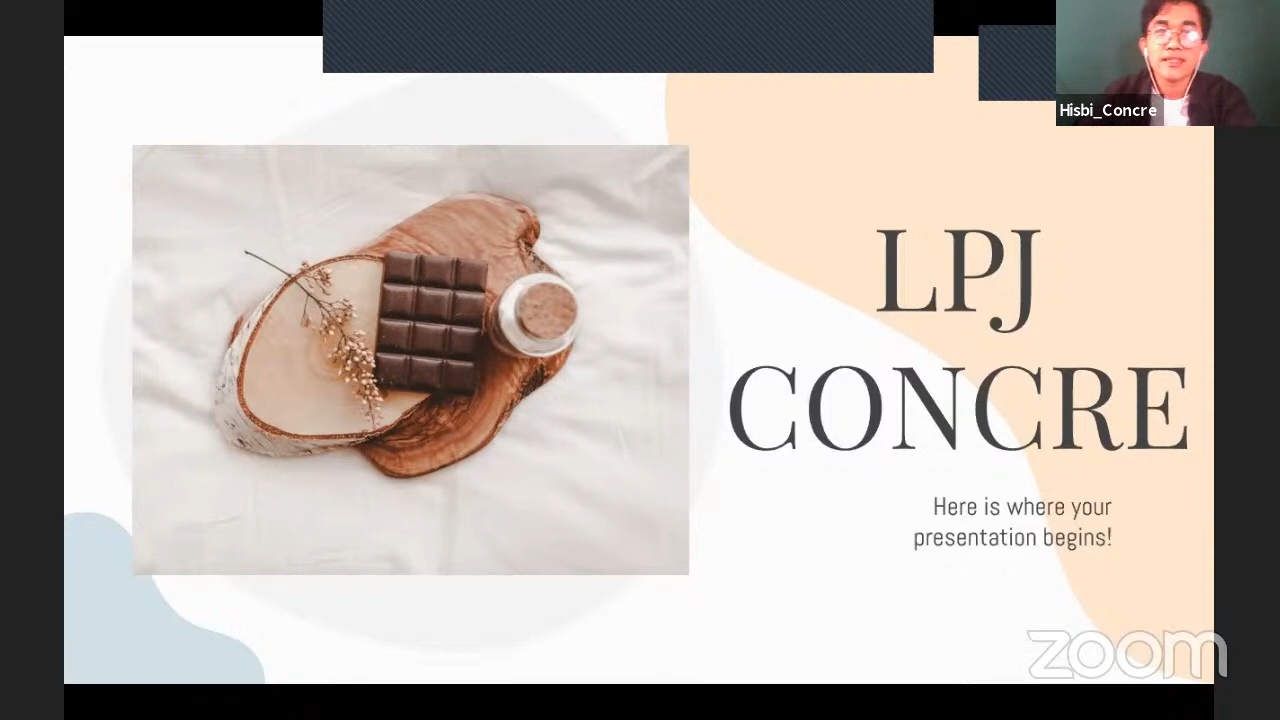 Hisbi_Concre
LPJ
CONCRE
Here is where your
presentation begins!
zoom